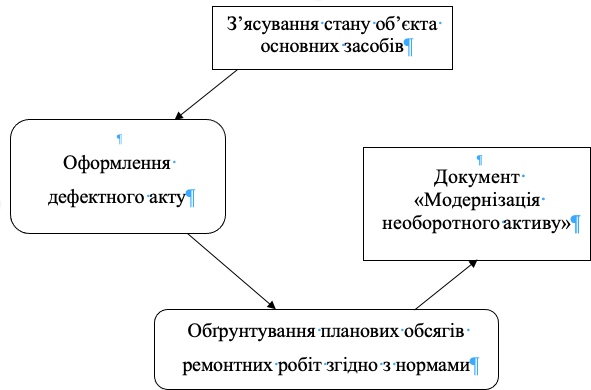 З’ясування стану об’єкта
основних засобів¶
¶
Оформлення
дефектного акту¶
¶
Документ
«Модернізація
необоротного активу»¶
Обґрунтування планових обсягів
ремонтних робіт згідно з нормами¶